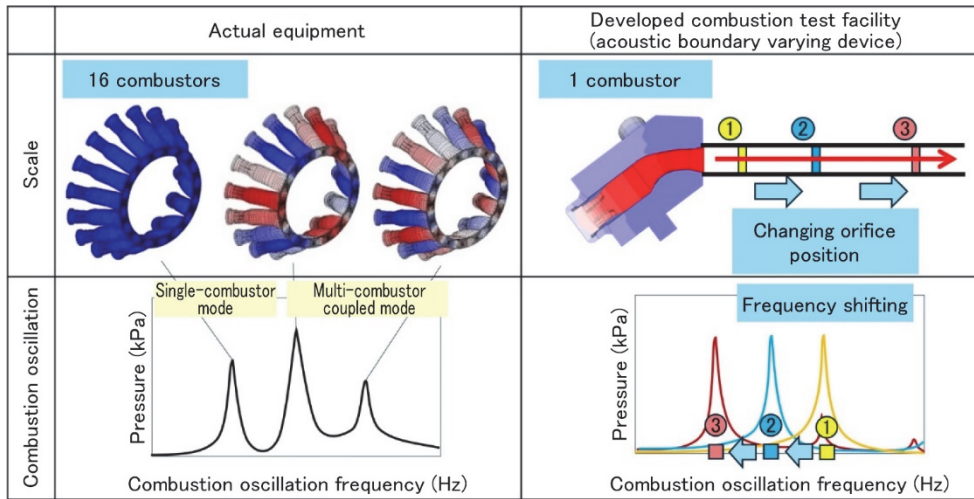 Actual equipment
Developed combustion test facility
(acoustic boundary varying device)
Scale
16 combustors
1 combustor
① ② ③
Changing orifice
position
Combustion oscillation
Single-combustor
mode
Multi-combustor
coupled mode
Pressure (kPa)
Combustion oscillation frequency (Hz)
Frequency shifting
Pressure (kPa)
③ ② ①
Combustion oscillation frequency (Hz)